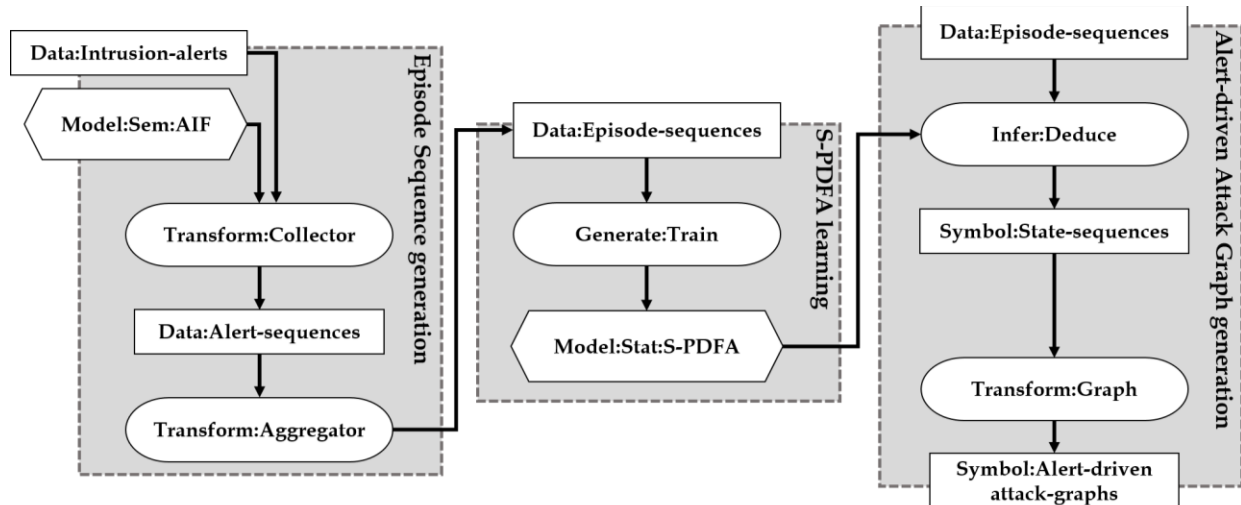 Data:Intrusion-alerts
Model:Sem:AIF
Transform:Collector
Data:Alert-sequences
Transform:Aggregator
Episode Sequence generation
Data:Episode-sequences
Generate:Train
Model:Stat:S-PDFA
S-PDFA learning
Data:Episode-sequences
Infer:Deduce
Symbol:State-sequences
Transform:Graph
Symbol:Alert-driven
attack-graphs
Alert-driven Attack Graph generation